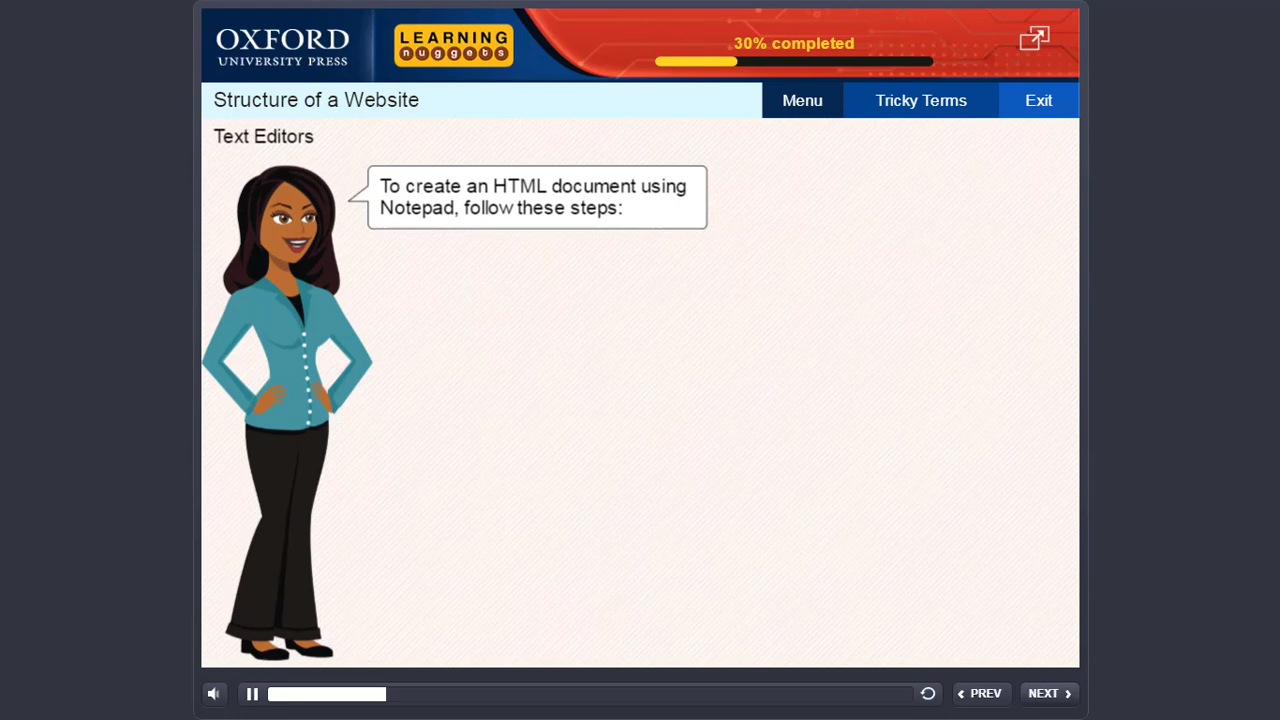 OXFORD
UNIVERSITY PRESS
LEARNING
nuggets
30% completed
Structure of a Website
Menu
Tricky Terms
Exit
Text Editors
To create an HTML document using
Notepad, follow these steps:
PREV
NEXT